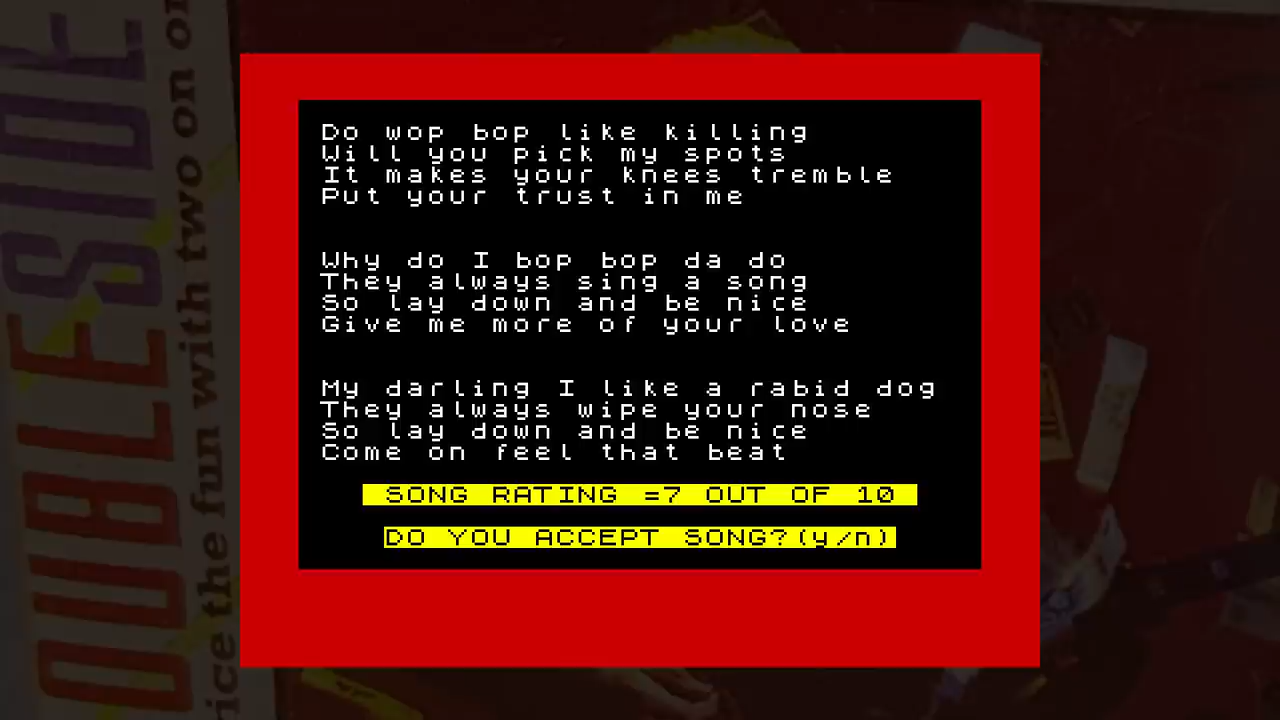 Do wop bop like killing
Will you pick my spots
It makes your knees tremble
Put your trust in me
Why do I bop bop da do
They always sing a song
So lay down and be nice
Give me more of your love
My darling I like a rabid dog
They always wipe your nose
So lay down and be nice
Come on feel that beat
SONG RATING =7 OUT OF 10
DO YOU ACCEPT SONG?(y/n)
OUBLE SIDE
ice the fun with two on